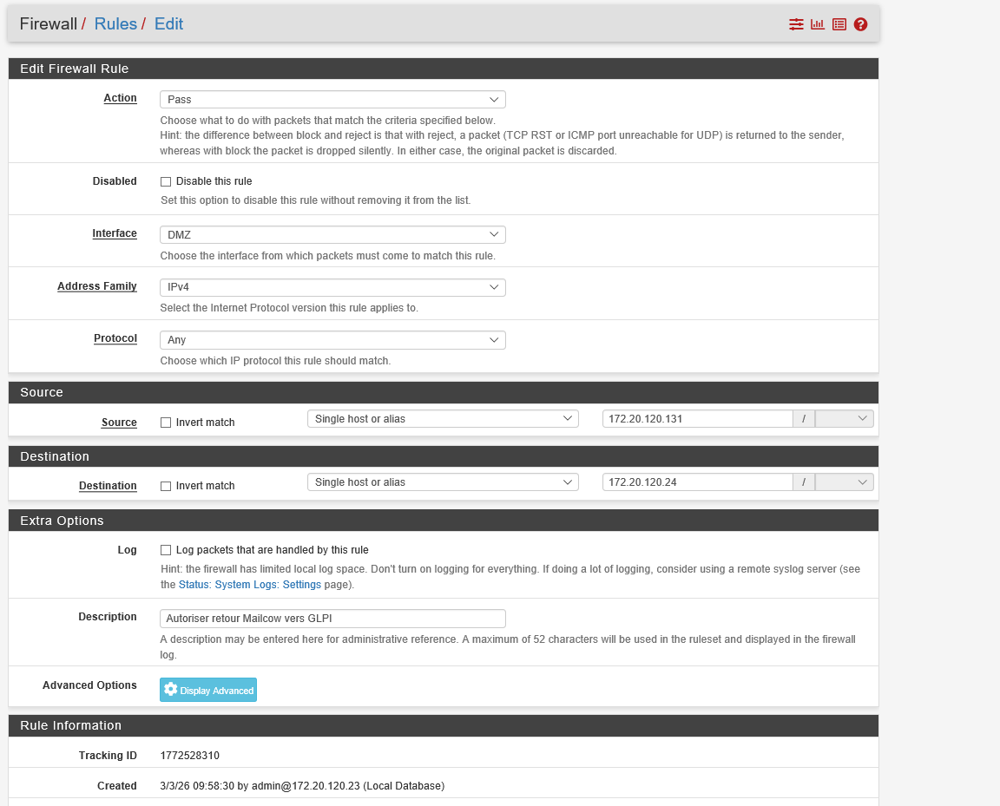 Firewall / Rules / Edit
Edit Firewall Rule
Action
Pass
Choose what to do with packets that match the criteria specified below.
Hint: the difference between block and reject is that with reject, a packet (TCP RST or ICMP port unreachable for UDP) is returned to the sender,
whereas with block the packet is dropped silently. In either case, the original packet is discarded.
Disabled
Disable this rule
Set this option to disable this rule without removing it from the list.
Interface
DMZ
Choose the interface from which packets must come to match this rule.
Address Family
IPv4
Select the Internet Protocol version this rule applies to.
Protocol
Any
Choose which IP protocol this rule should match.
Source
Source
Invert match
Single host or alias
172.20.120.131
/
Destination
Destination
Invert match
Single host or alias
172.20.120.24
/
Extra Options
Log
Log packets that are handled by this rule
Hint: the firewall has limited local log space. Don't turn on logging for everything. If doing a lot of logging, consider using a remote syslog server (see
the Status: System Logs: Settings page).
Description
Autoriser retour Mailcow vers GLPI
A description may be entered here for administrative reference. A maximum of 52 characters will be used in the ruleset and displayed in the firewall
log.
Advanced Options
Display Advanced
Rule Information
Tracking ID
1772528310
Created
3/3/26 09:58:30 by admin@172.20.120.23 (Local Database)